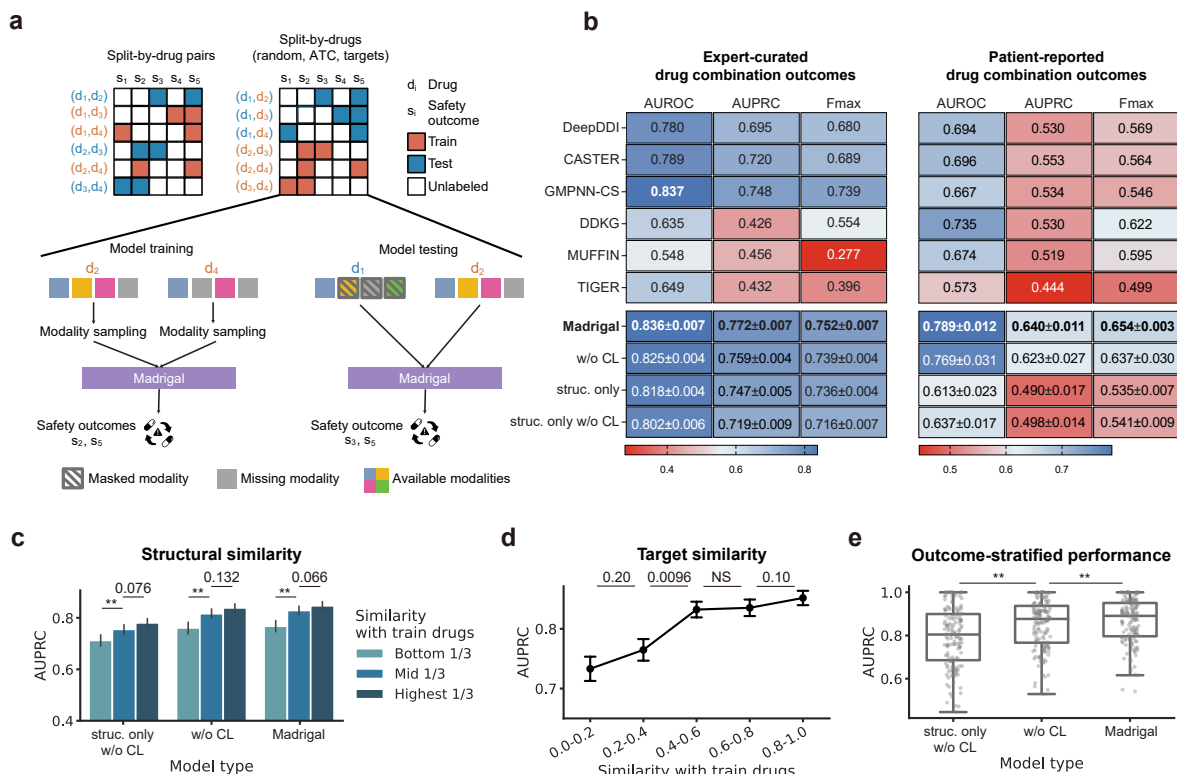 a
Split-by-drug pairs
Split-by-drugs
(random, ATC, targets)
s1 s2 s3 s4 s5
s1 s2 s3 s4 s5
(d1,d2)
(d1,d3)
(d1,d4)
(d2,d3)
(d2,d4)
(d3,d4)
(d1,d2)
(d1,d3)
(d1,d4)
(d2,d3)
(d2,d4)
(d3,d4)
di Drug
si Safety outcome
Train
Test
Unlabeled
Model training
d2 d4
Modality sampling Modality sampling
Madrigal
Safety outcomes
s2, s5
Model testing
d1 d2
Madrigal
Safety outcome
s3, s5
Masked modality Missing modality Available modalities
b
Expert-curated
drug combination outcomes
Patient-reported
drug combination outcomes
AUROC AUPRC Fmax AUROC AUPRC Fmax
DeepDDI 0.780 0.695 0.680 0.694 0.530 0.569
CASTER 0.789 0.720 0.689 0.696 0.553 0.564
GMPNN-CS 0.837 0.748 0.739 0.667 0.534 0.546
DDKG 0.635 0.426 0.554 0.735 0.530 0.622
MUFFIN 0.548 0.456 0.277 0.674 0.519 0.595
TIGER 0.649 0.432 0.396 0.573 0.444 0.499
Madrigal 0.836±0.007 0.772±0.007 0.752±0.007 0.789±0.012 0.640±0.011 0.654±0.003
w/o CL 0.825±0.004 0.759±0.004 0.739±0.004 0.769±0.031 0.623±0.027 0.637±0.030
struc. only 0.818±0.004 0.747±0.005 0.736±0.004 0.613±0.023 0.490±0.017 0.535±0.007
struc. only w/o CL 0.802±0.006 0.719±0.009 0.716±0.007 0.637±0.017 0.498±0.014 0.541±0.009
0.4 0.6 0.8 0.5 0.6 0.7
c
Structural similarity
** 0.076 ** 0.132 ** 0.066
AUPRC
0.8
0.6
0.4
struc. only
w/o CL
w/o CL
Madrigal
Model type
Similarity
with train drugs
Bottom 1/3
Mid 1/3
Highest 1/3
d
Target similarity
0.20 0.0096 NS 0.10
AUPRC
0.8
0.7
0.0-0.2 0.2-0.4 0.4-0.6 0.6-0.8 0.8-1.0
Similarity with train drugs
e
Outcome-stratified performance
** **
AUPRC
1.0
0.8
0.6
struc. only
w/o CL
w/o CL
Madrigal
Model type